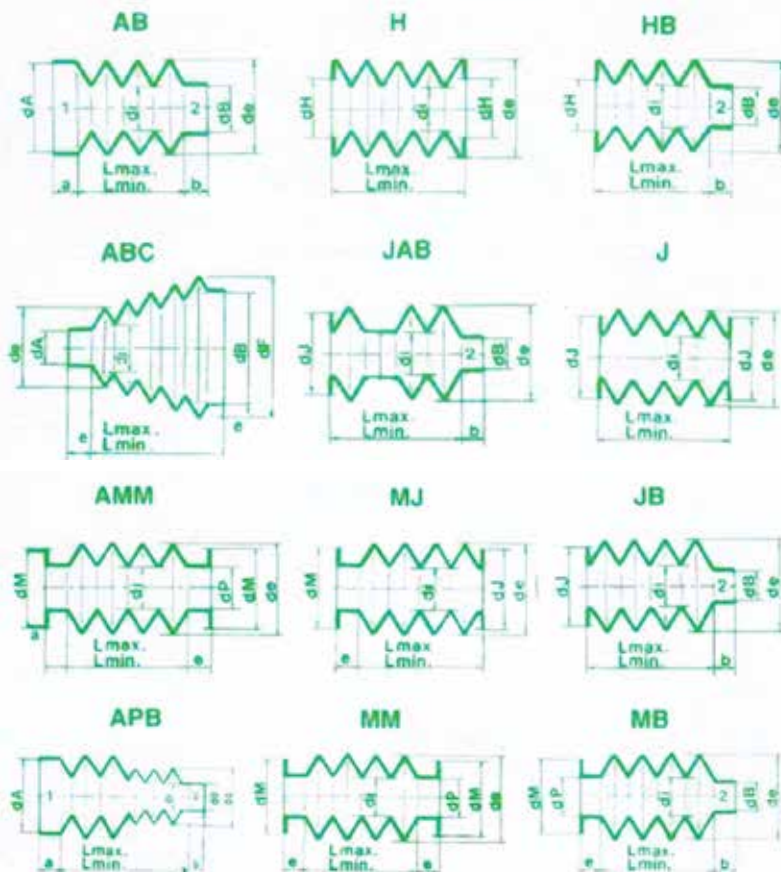 AB H HB
dA 1 di 2 dB de
dH di dH de
dH di 2 dB de
Lmax. Lmax. Lmax.
a Lmin. b Lmin. Lmin. b
ABC JAB J
de dA di dB dF
dJ di 2 dB de
dJ di dJ de
Lmax. Lmax. Lmax.
e Lmin. e Lmin. b Lmin.
AMM MJ JB
dM di dP dM de
dM di dJ de
dJ di 2 dB de
a
Lmax. Lmax. Lmax.
Lmin. e e Lmin. Lmin. b
APB MM MB
dA 1
dM di dP dM de
dM dP di 2 dB de
Lmax. Lmax. Lmax.
a Lmin. e Lmin. e e Lmin. b